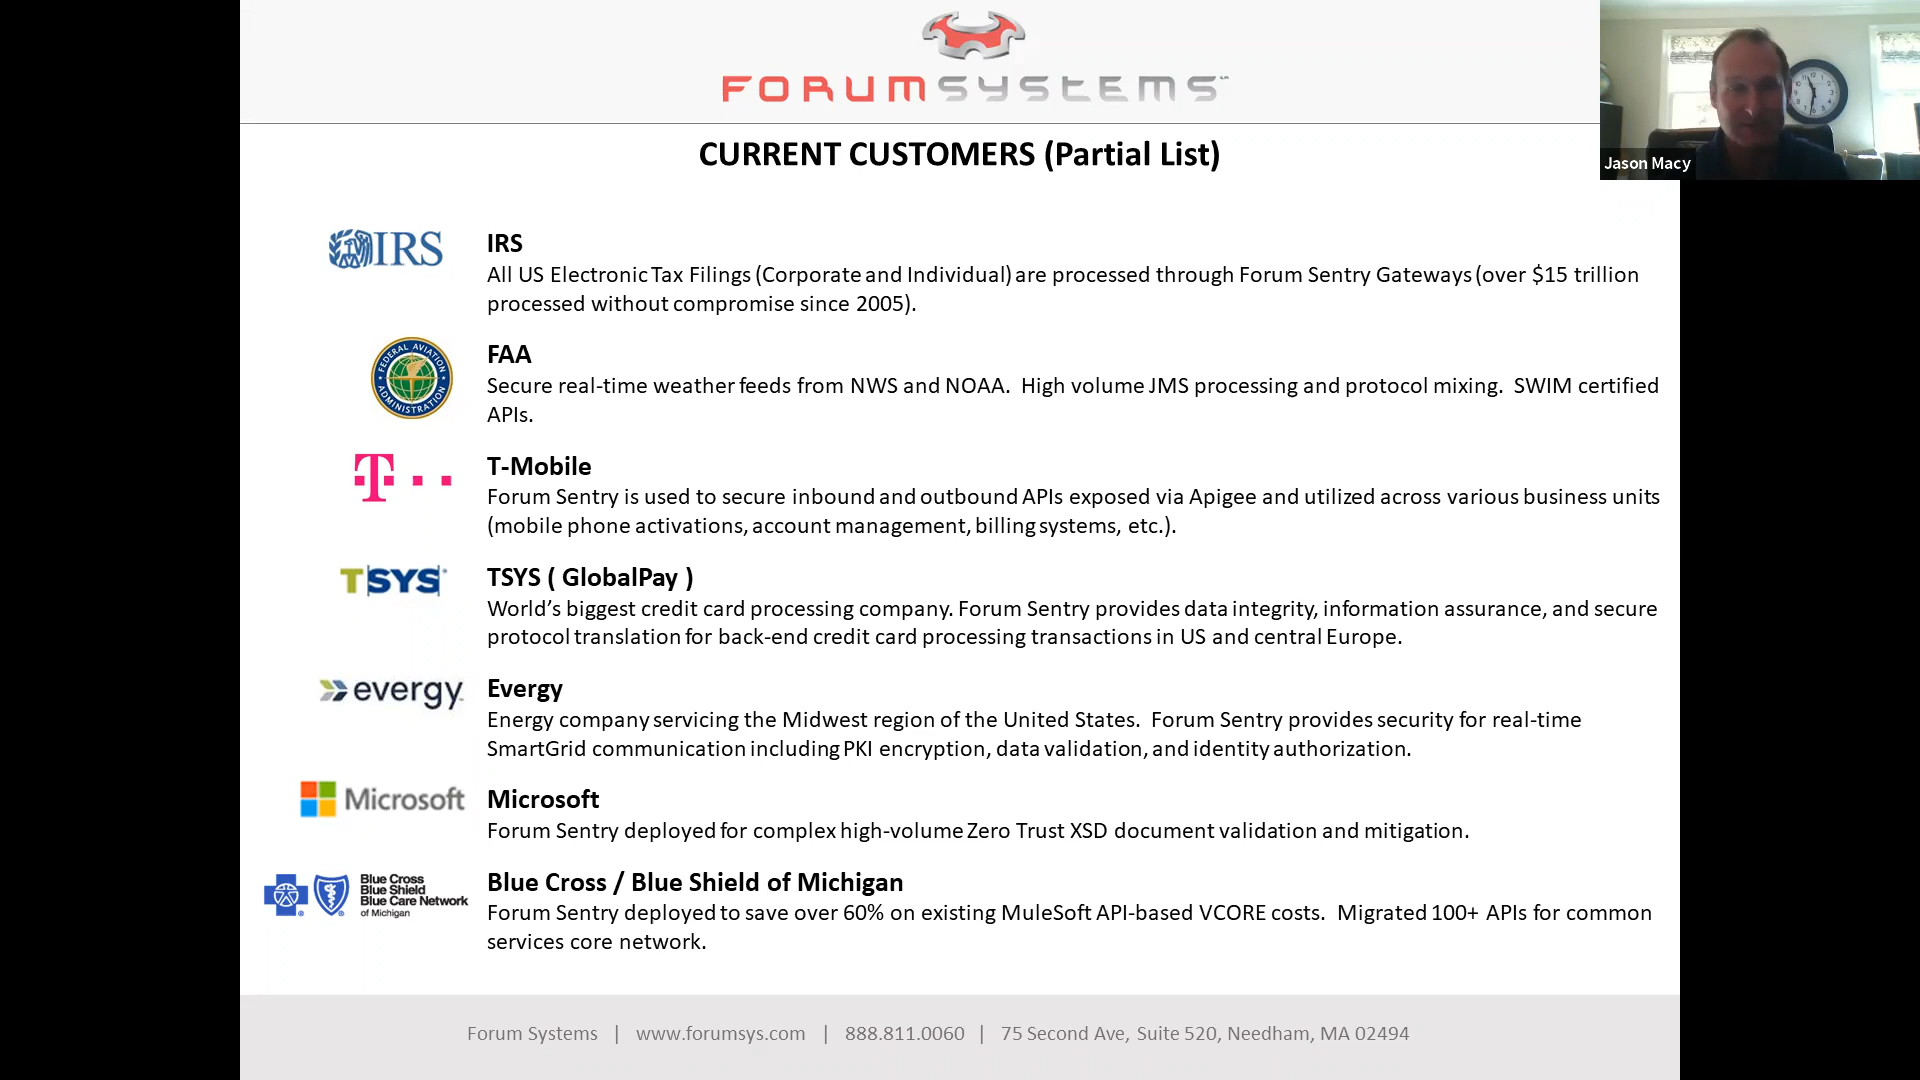 FORUMSYSTEMS
Jason Macy
CURRENT CUSTOMERS (Partial List)
IRS
IRS
All US Electronic Tax Filings (Corporate and Individual) are processed through Forum Sentry Gateways (over $15 trillion
processed without compromise since 2005).
FEDERAL AVIATION
ADMINISTRATION
FAA
Secure real-time weather feeds from NWS and NOAA. High volume JMS processing and protocol mixing. SWIM certified
APIs.
T
T-Mobile
Forum Sentry is used to secure inbound and outbound APIs exposed via Apigee and utilized across various business units
(mobile phone activations, account management, billing systems, etc.).
TSYS
TSYS ( GlobalPay )
World’s biggest credit card processing company. Forum Sentry provides data integrity, information assurance, and secure
protocol translation for back-end credit card processing transactions in US and central Europe.
evergy
Evergy
Energy company servicing the Midwest region of the United States. Forum Sentry provides security for real-time
SmartGrid communication including PKI encryption, data validation, and identity authorization.
Microsoft
Microsoft
Forum Sentry deployed for complex high-volume Zero Trust XSD document validation and mitigation.
Blue Cross
Blue Shield
Blue Care Network
of Michigan
Blue Cross / Blue Shield of Michigan
Forum Sentry deployed to save over 60% on existing MuleSoft API-based VCORE costs. Migrated 100+ APIs for common
services core network.
Forum Systems | www.forumsys.com | 888.811.0060 | 75 Second Ave, Suite 520, Needham, MA 02494